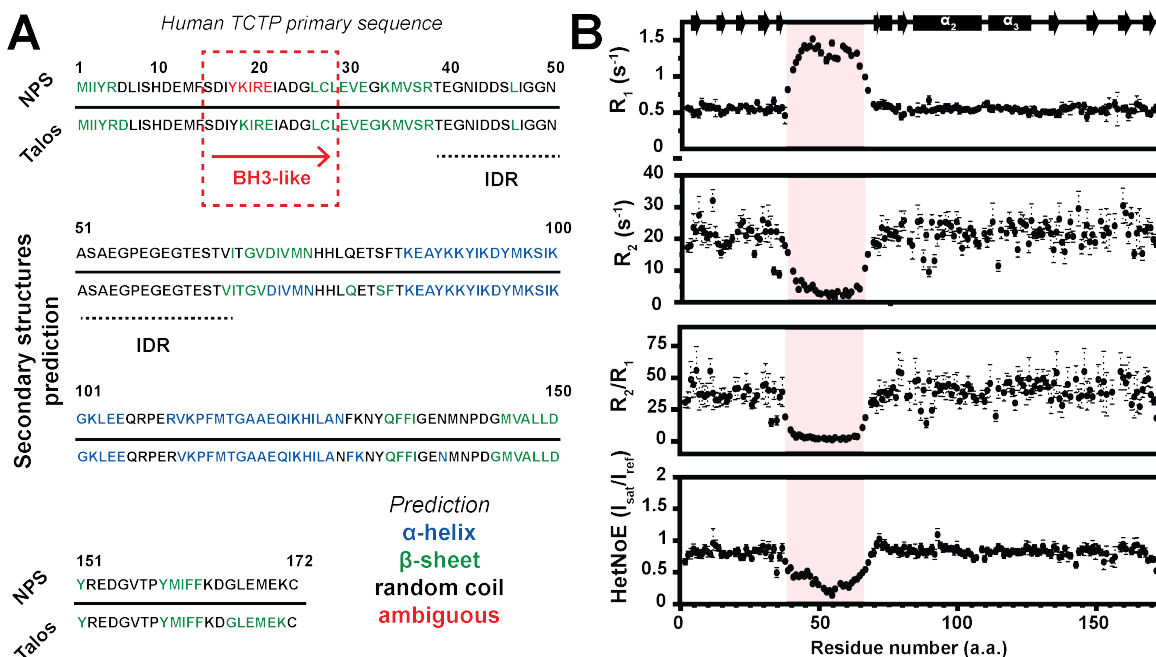 A
Human TCTP primary sequence
1 10 20 30 40 50
NPS
MIIYRDLISHDEMFSDIYKIREIADGLCLEVEGKMVSRTEGNIDDSLIGGN
Talos
MIIYRDLISHDEMFSDIYKIREIADGLCLEVEGKMVSRTEGNIDDSLIGGN
BH3-like
IDR
51 100
ASAEGPEGEGTESTVITGVDIVMNHHLQETSFTKEAYKKYIKDYMKSIK
ASAEGPEGEGTESTVITGVDIVMNHHLQETSFTKEAYKKYIKDYMKSIK
IDR
Secondary structures
prediction
101 150
GKLEEQRPERVKPFMTGAAEQIKHILANFKNYQFFIGENMNPDGMVALLD
GKLEEQRPERVKPFMTGAAEQIKHILANFKNYQFFIGENMNPDGMVALLD
Prediction
α-helix
β-sheet
random coil
ambiguous
151 172
NPS
YREDGVTPYMIFFKDGLEMEKC
Talos
YREDGVTPYMIFFKDGLEMEKC
B
α2 α3
R1 (s-1)
1.5
1.0
0.5
0
R2 (s-1)
40
30
20
10
0
R2/R1
75
50
25
0
HetNoE (Isat/Iref)
2
1.5
1
0.5
0
0 50 100 150
Residue number (a.a.)